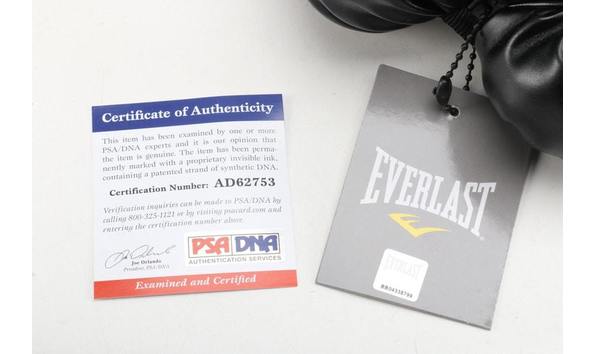 Certificate of Authenticity
This item has been examined by one or more
PSA/DNA experts and it is our opinion that
the item is genuine. The item has been perma-
nently marked with a proprietary invisible ink,
containing a patented strand of synthetic DNA.
Certification Number: AD62753
Verification inquiries can be made to PSA/DNA by
calling 800-325-1121 or by visiting psacard.com and
entering the certification number above.
Joe Orlando
President, PSA/DNA
PSA DNA
AUTHENTICATION SERVICES
Examined and Certified
EVERLAST
EVERLAST